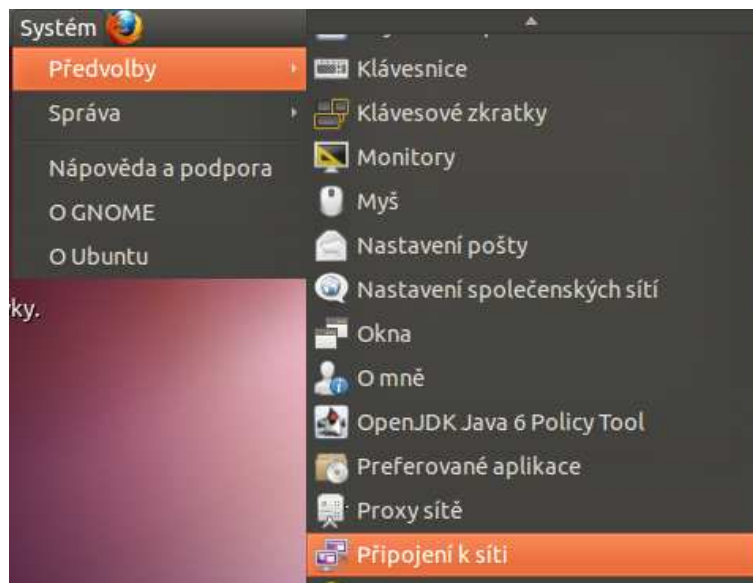 Systém
Předvolby
Správa
Nápověda a podpora
O GNOME
O Ubuntu
ky.
Klávesnice
Klávesové zkratky
Monitory
Myš
Nastavení pošty
Nastavení společenských sítí
Okna
O mně
OpenJDK Java 6 Policy Tool
Preferované aplikace
Proxy sítě
Připojení k síti